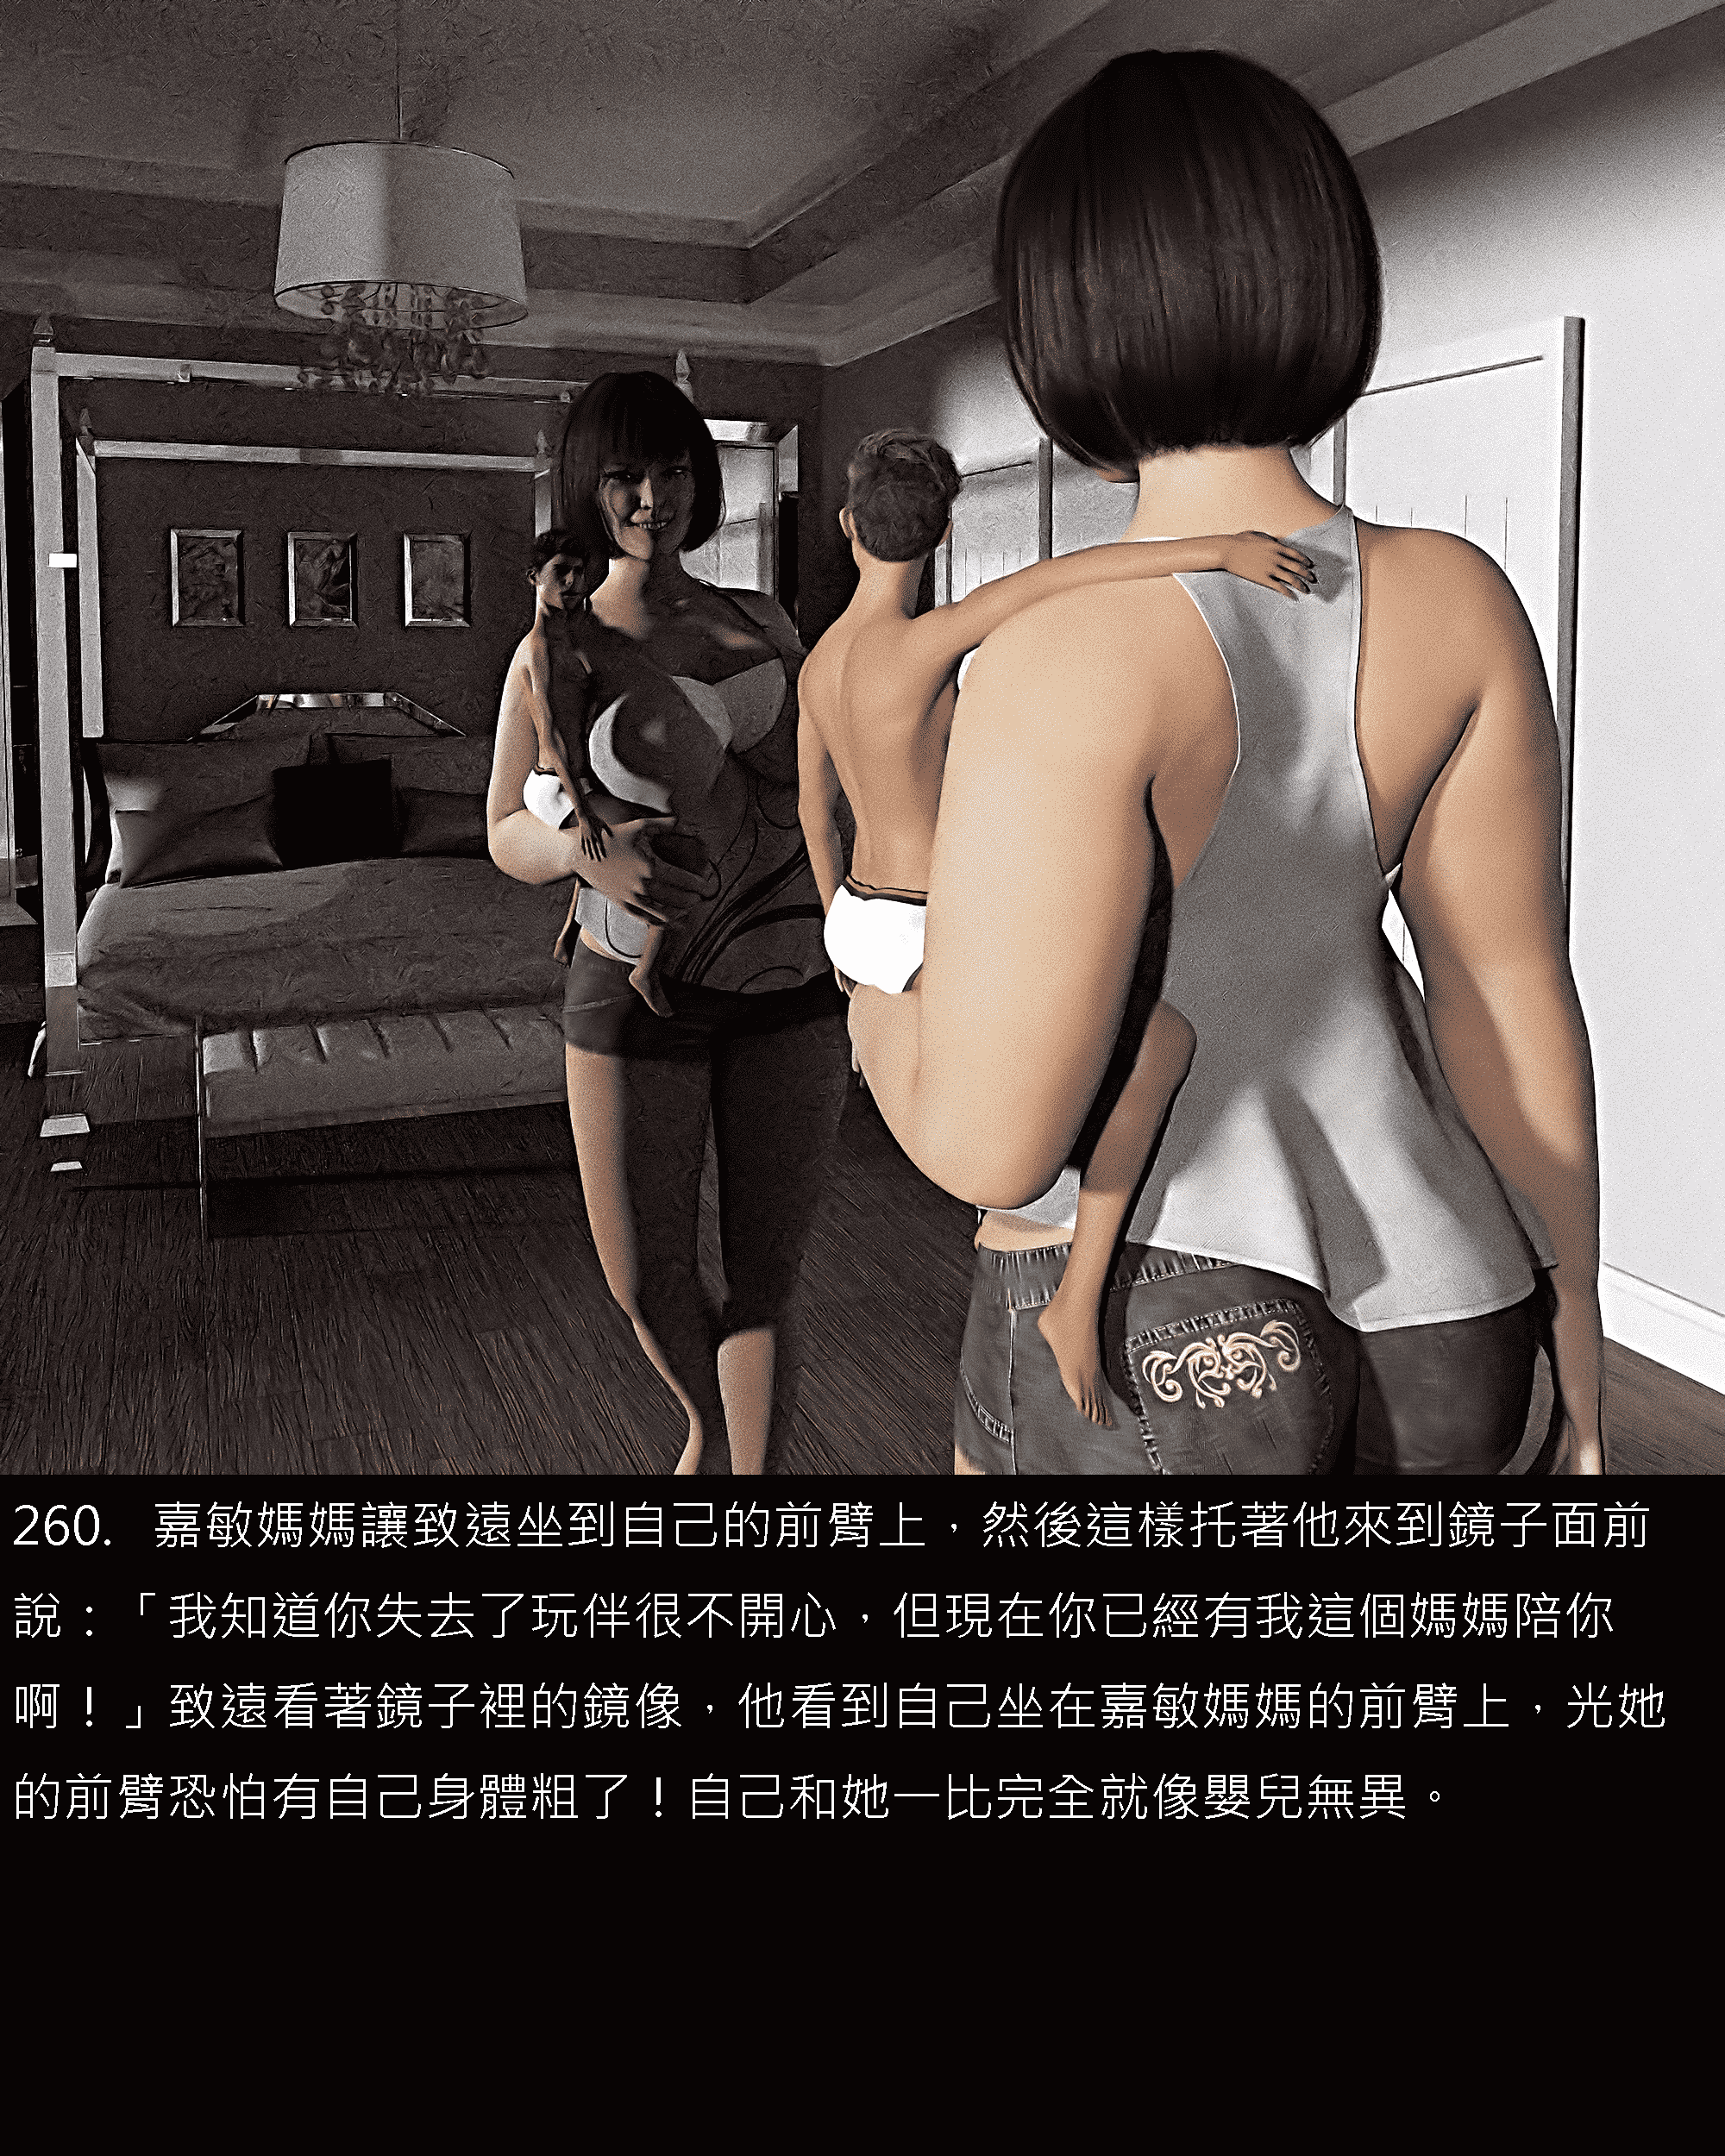 260. 嘉敏媽媽讓致遠坐到自己的前臂上，然後這樣托著他來到鏡子面前
說：「我知道你失去了玩伴很不開心，但現在你已經有我這個媽媽陪你
啊！」致遠看著鏡子裡的鏡像，他看到自己坐在嘉敏媽媽的前臂上，光她
的前臂恐怕有自己身體粗了！自己和她一比完全就像嬰兒無異。